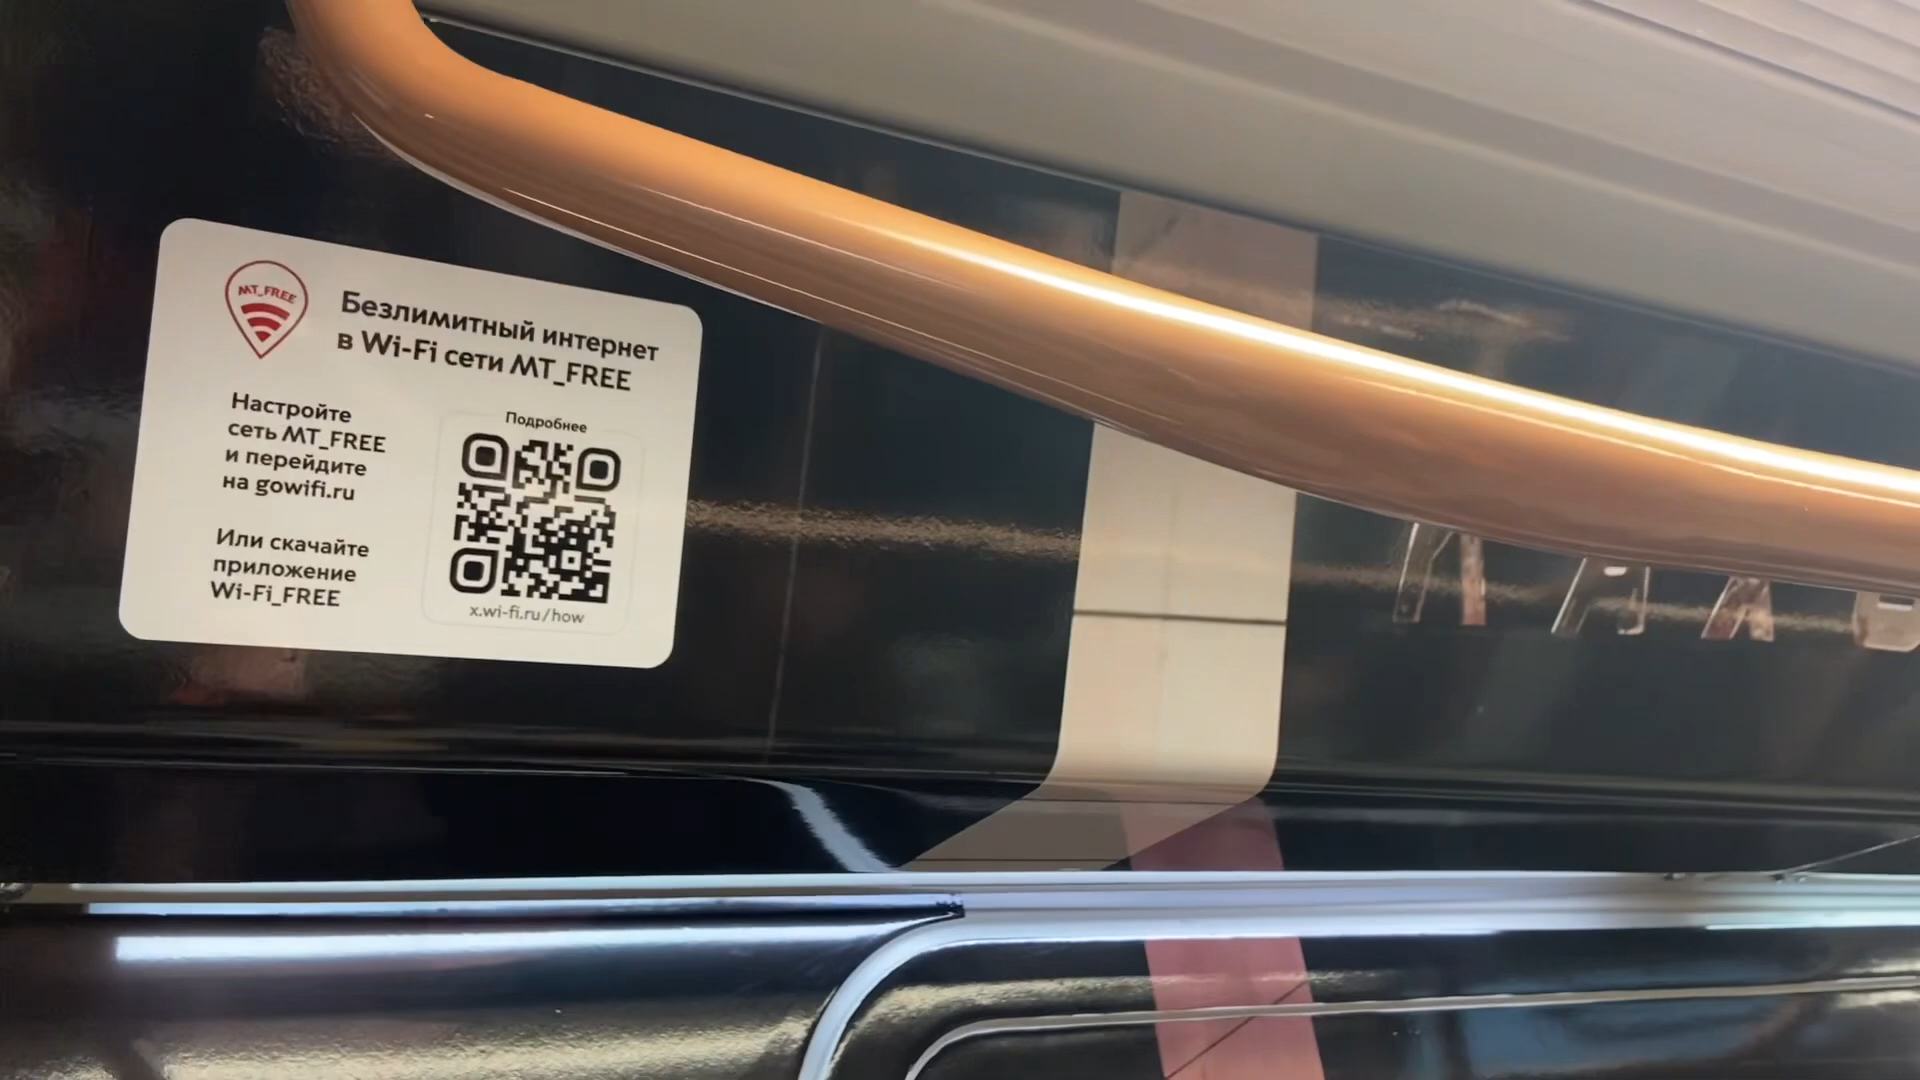 MT_FREE
Безлимитный интернет
в Wi-Fi сети MT_FREE
Настройте
сеть MT_FREE
и перейдите
на gowifi.ru
Или скачайте
приложение
Wi-Fi_FREE
Подробнее
x.wi-fi.ru/how